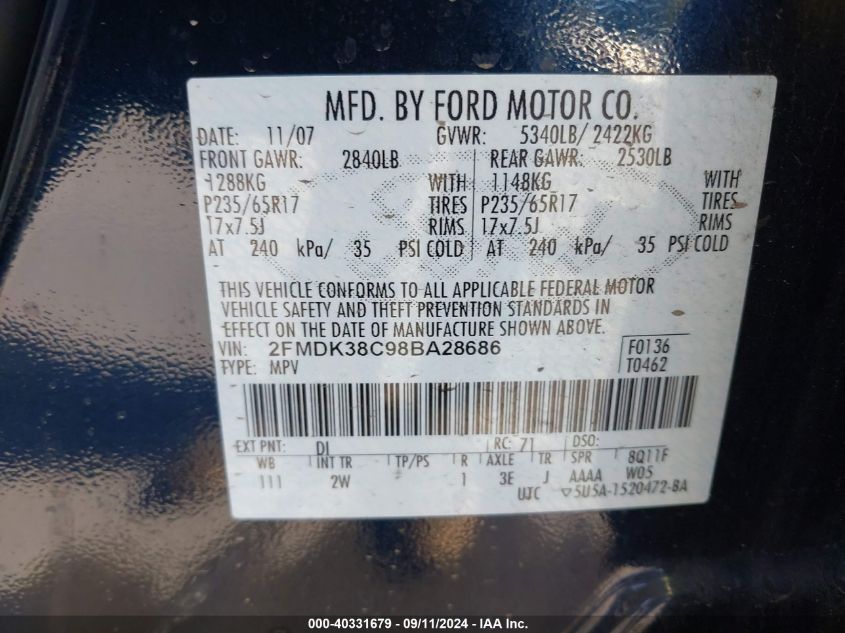 MFD. BY FORD MOTOR CO.
DATE: 11/07 GVWR: 5340LB/ 2422KG
FRONT GAWR: 2840LB REAR GAWR: 2530LB
1288KG WITH 1148KG WITH
P235/65R17 TIRES P235/65R17 TIRES
17x7.5J RIMS 17x7.5J RIMS
AT 240 kPa/ 35 PSI COLD AT 240 kPa/ 35 PSI COLD
THIS VEHICLE CONFORMS TO ALL APPLICABLE FEDERAL MOTOR
VEHICLE SAFETY AND THEFT PREVENTION STANDARDS IN
EFFECT ON THE DATE OF MANUFACTURE SHOWN ABOVE.
VIN: 2FMDK38C98BA28686 F0136
TYPE: MPV T0462
EXT PNT: DI RC: 71 DSO:
WB INT TR TP/PS R AXLE TR SPR 8Q11F
111 2W 1 3E J AAAA W05
UTC ▽5U5A-1520472-BA
000-40331679 - 09/11/2024 - IAA Inc.